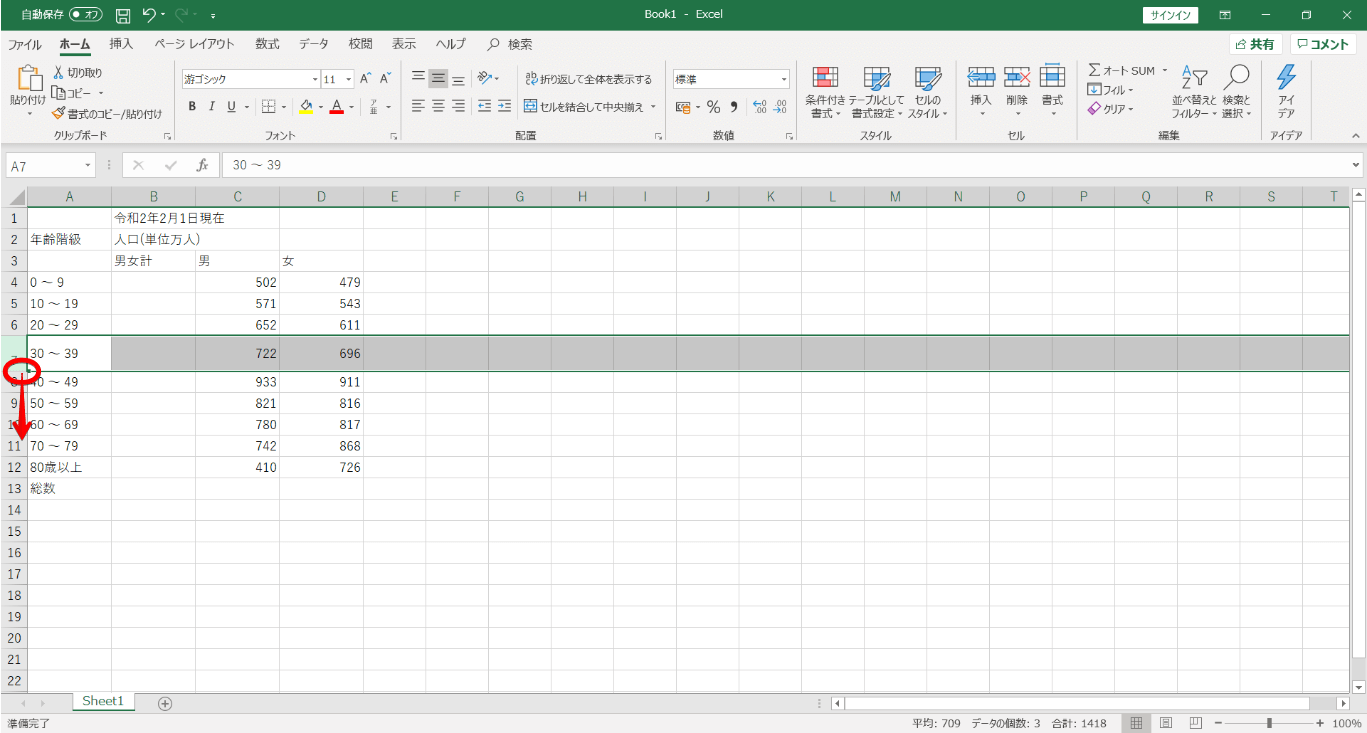 自動保存 オフ Book1 - Excel サインイン
ファイル ホーム 挿入 ページ レイアウト 数式 データ 校閲 表示 ヘルプ 検索 共有 コメント
貼り付け 切り取り コピー 書式のコピー/貼り付け クリップボード
游ゴシック 11 A A B I U A フォント
折り返して全体を表示する セルを結合して中央揃え 配置
標準 % 数値
条件付き書式 テーブルとして書式設定 セルのスタイル スタイル
挿入 削除 書式 セル
オート SUM フィル クリア 並べ替えとフィルター 検索と選択 編集
アイデア アイデア
A7 fx 30 ～ 39
A B C D E F G H I J K L M N O P Q R S T
1 令和2年2月1日現在
2 年齢階級 人口(単位万人)
3 男女計 男 女
4 0 ～ 9 502 479
5 10 ～ 19 571 543
6 20 ～ 29 652 611
30 ～ 39 722 696
8 40 ～ 49 933 911
9 50 ～ 59 821 816
10 60 ～ 69 780 817
11 70 ～ 79 742 868
12 80歳以上 410 726
13 総数
14
15
16
17
18
19
20
21
22
Sheet1
準備完了 平均: 709 データの個数: 3 合計: 1418 100%